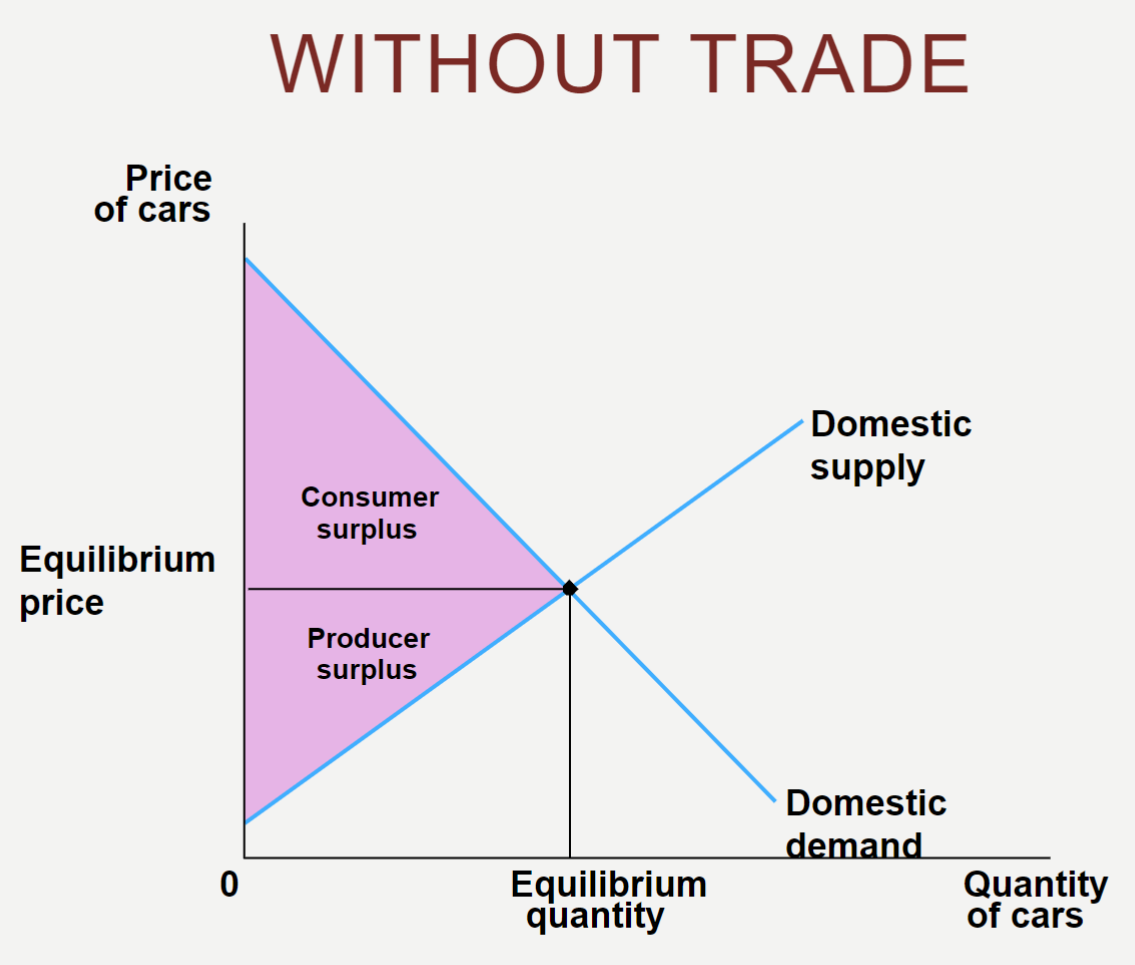 WITHOUT TRADE
Price
of cars
Domestic
supply
Consumer
surplus
Equilibrium
price
Producer
surplus
Domestic
demand
0
Equilibrium
quantity
Quantity
of cars